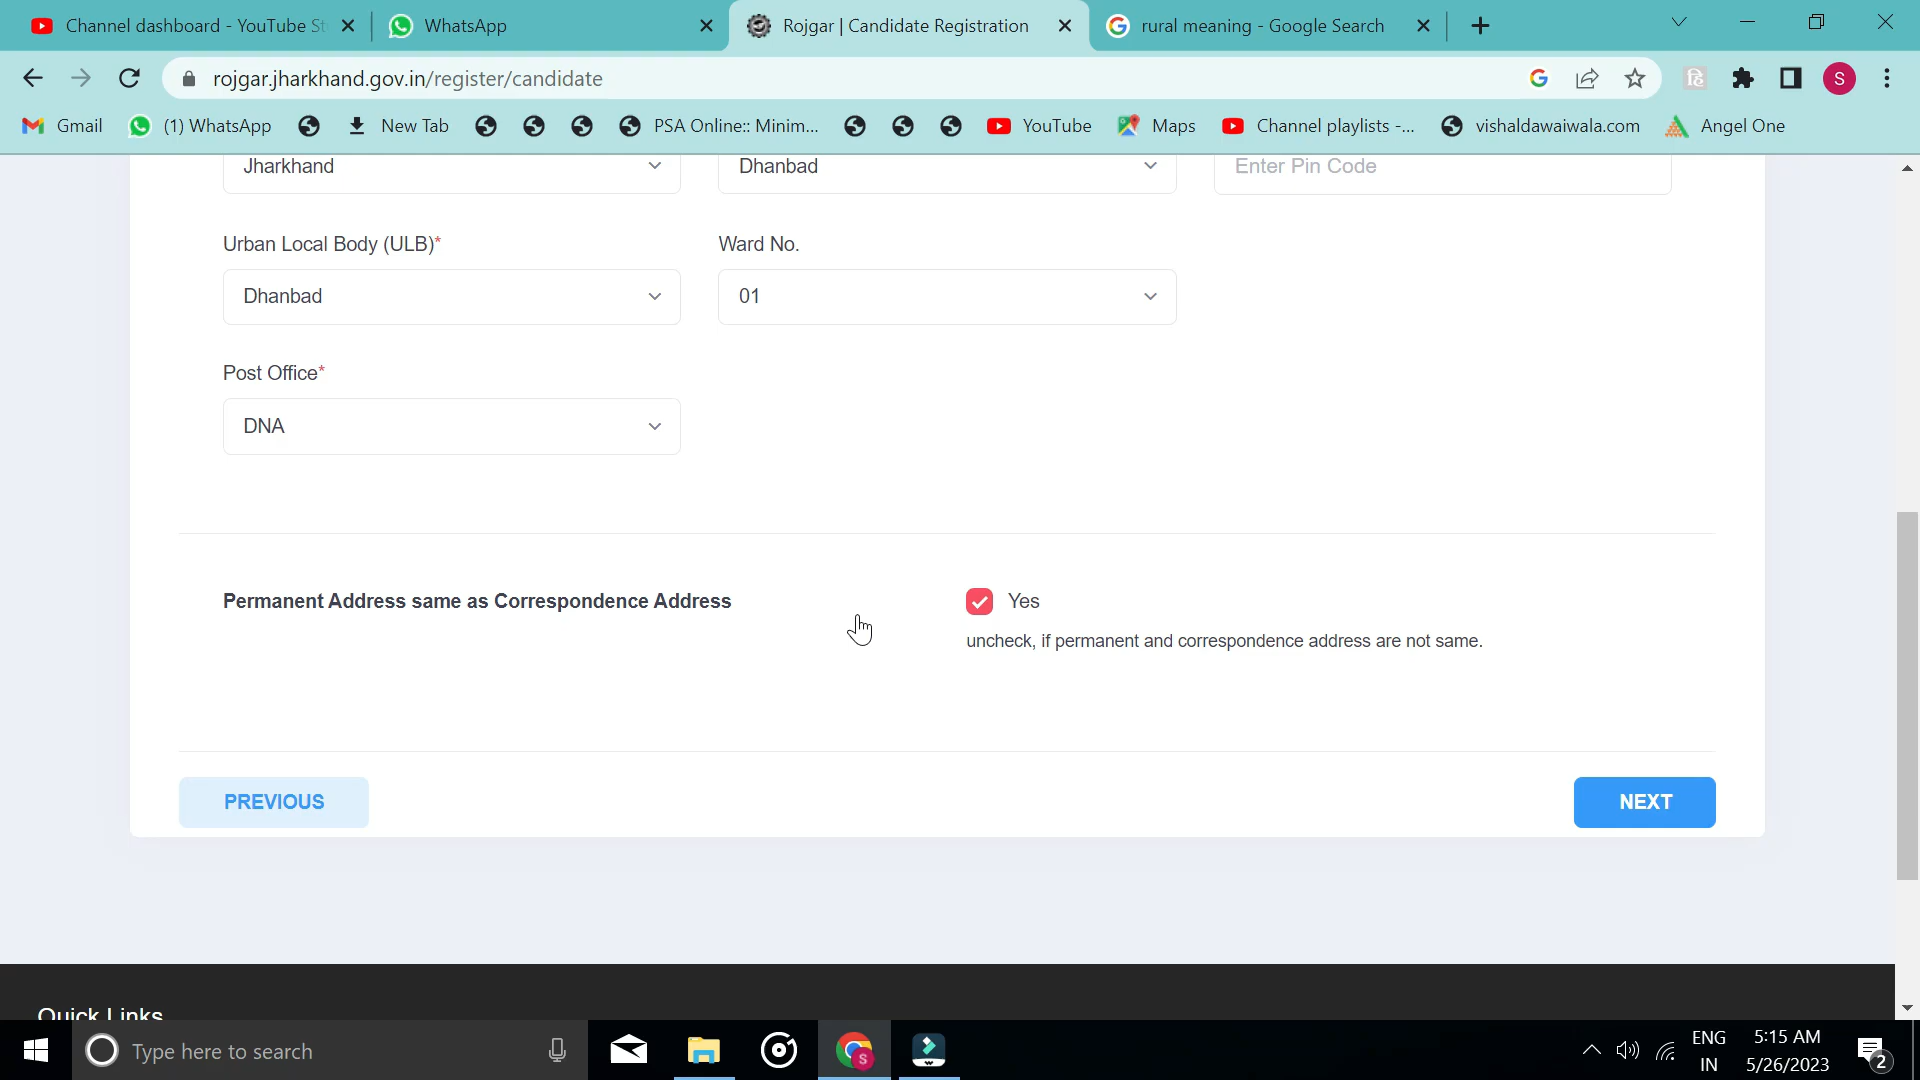 Channel dashboard - YouTube St
WhatsApp
Rojgar | Candidate Registration
rural meaning - Google Search
rojgar.jharkhand.gov.in/register/candidate
S
Gmail
(1) WhatsApp
New Tab
PSA Online:: Minim...
YouTube
Maps
Channel playlists -...
vishaldawaiwala.com
Angel One
Jharkhand
Dhanbad
Enter Pin Code
Urban Local Body (ULB)*
Ward No.
Dhanbad
01
Post Office*
DNA
Permanent Address same as Correspondence Address
Yes
uncheck, if permanent and correspondence address are not same.
PREVIOUS
NEXT
Quick Links
Type here to search
S
ENG
IN
5:15 AM
5/26/2023
2